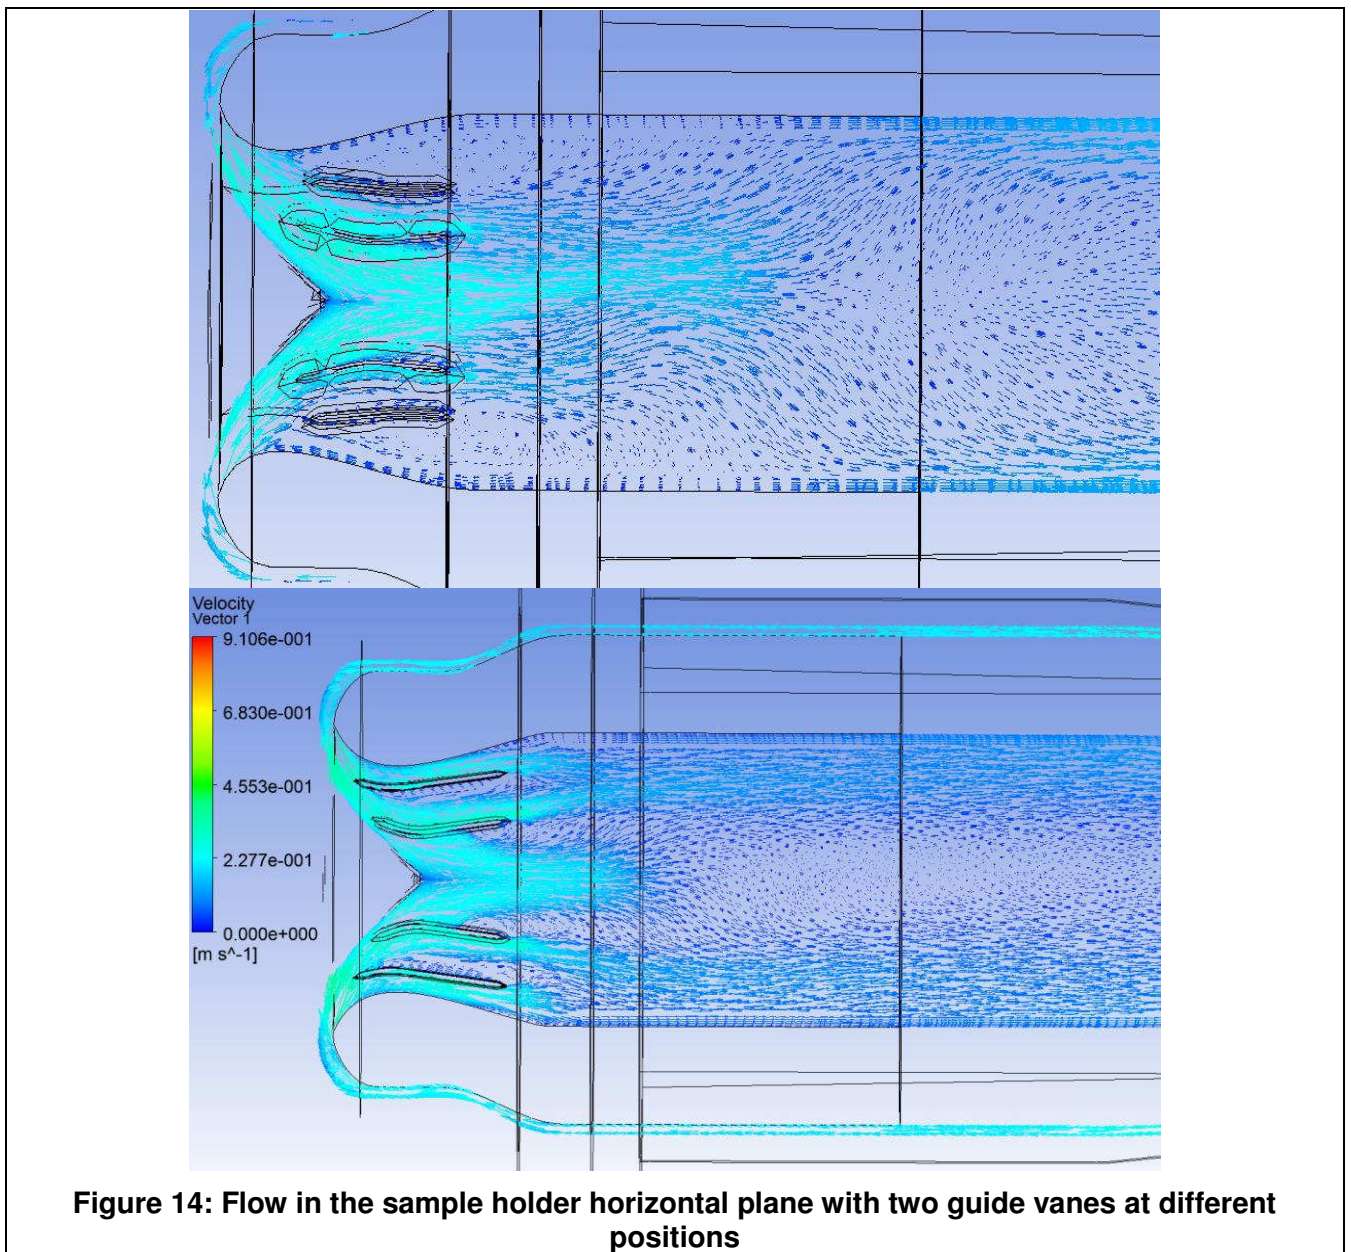 Velocity
Vector 1
9.106e-001
6.830e-001
4.553e-001
2.277e-001
0.000e+000
[m s^-1]
Figure 14: Flow in the sample holder horizontal plane with two guide vanes at different
positions